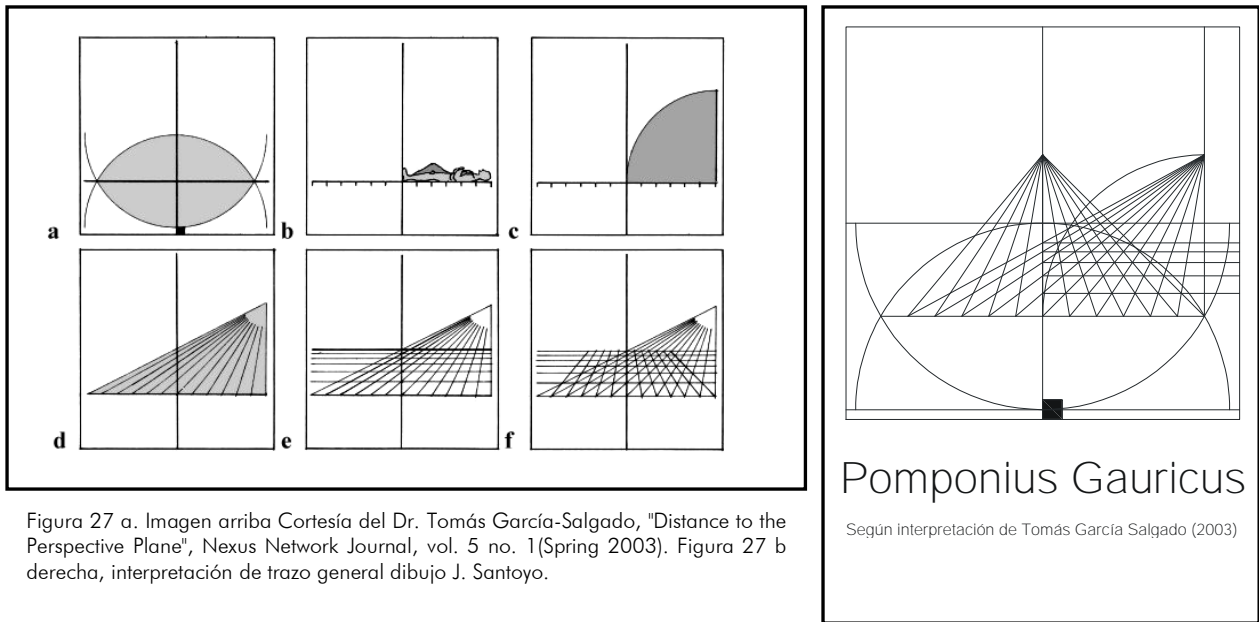 a
b
c
d
e
f
Figura 27 a. Imagen arriba Cortesía del Dr. Tomás García-Salgado, "Distance to the
Perspective Plane", Nexus Network Journal, vol. 5 no. 1(Spring 2003). Figura 27 b
derecha, interpretación de trazo general dibujo J. Santoyo.
Pomponius Gauricus
Según interpretación de Tomás García Salgado (2003)